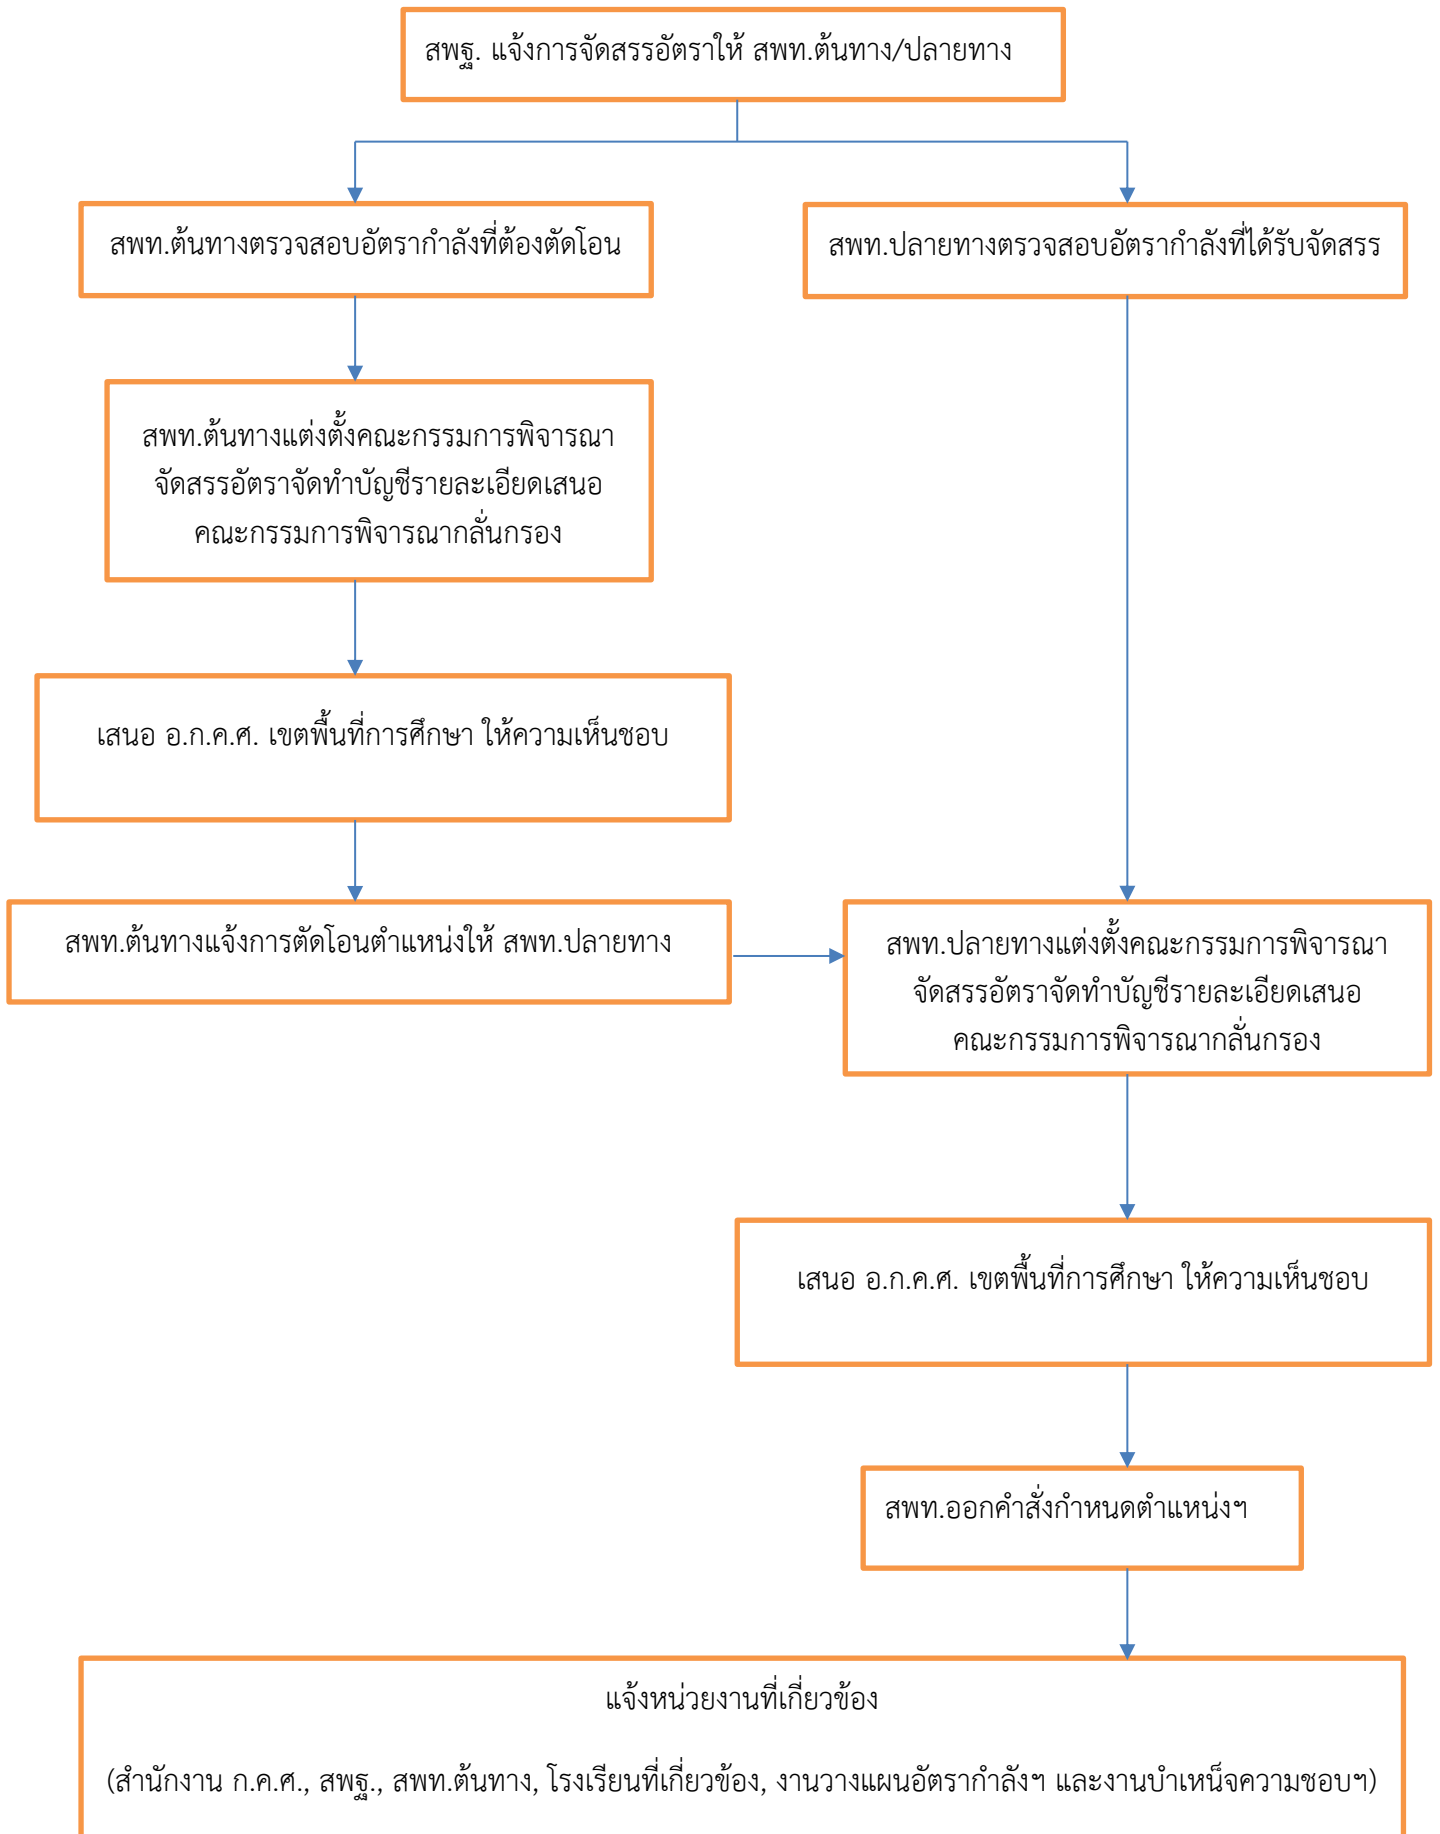 สพฐ. แจ้งการจัดสรรอัตราให้ สพท.ต้นทาง/ปลายทาง
สพท.ต้นทางตรวจสอบอัตรากำลังที่ต้องตัดโอน
สพท.ปลายทางตรวจสอบอัตรากำลังที่ได้รับจัดสรร
สพท.ต้นทางแต่งตั้งคณะกรรมการพิจารณา
จัดสรรอัตราจัดทำบัญชีรายละเอียดเสนอ
คณะกรรมการพิจารณากลั่นกรอง
เสนอ อ.ก.ค.ศ. เขตพื้นที่การศึกษา ให้ความเห็นชอบ
สพท.ต้นทางแจ้งการตัดโอนตำแหน่งให้ สพท.ปลายทาง
สพท.ปลายทางแต่งตั้งคณะกรรมการพิจารณา
จัดสรรอัตราจัดทำบัญชีรายละเอียดเสนอ
คณะกรรมการพิจารณากลั่นกรอง
เสนอ อ.ก.ค.ศ. เขตพื้นที่การศึกษา ให้ความเห็นชอบ
สพท.ออกคำสั่งกำหนดตำแหน่งฯ
แจ้งหน่วยงานที่เกี่ยวข้อง
(สำนักงาน ก.ค.ศ., สพฐ., สพท.ต้นทาง, โรงเรียนที่เกี่ยวข้อง, งานวางแผนอัตรากำลังฯ และงานบำเหน็จความชอบฯ)